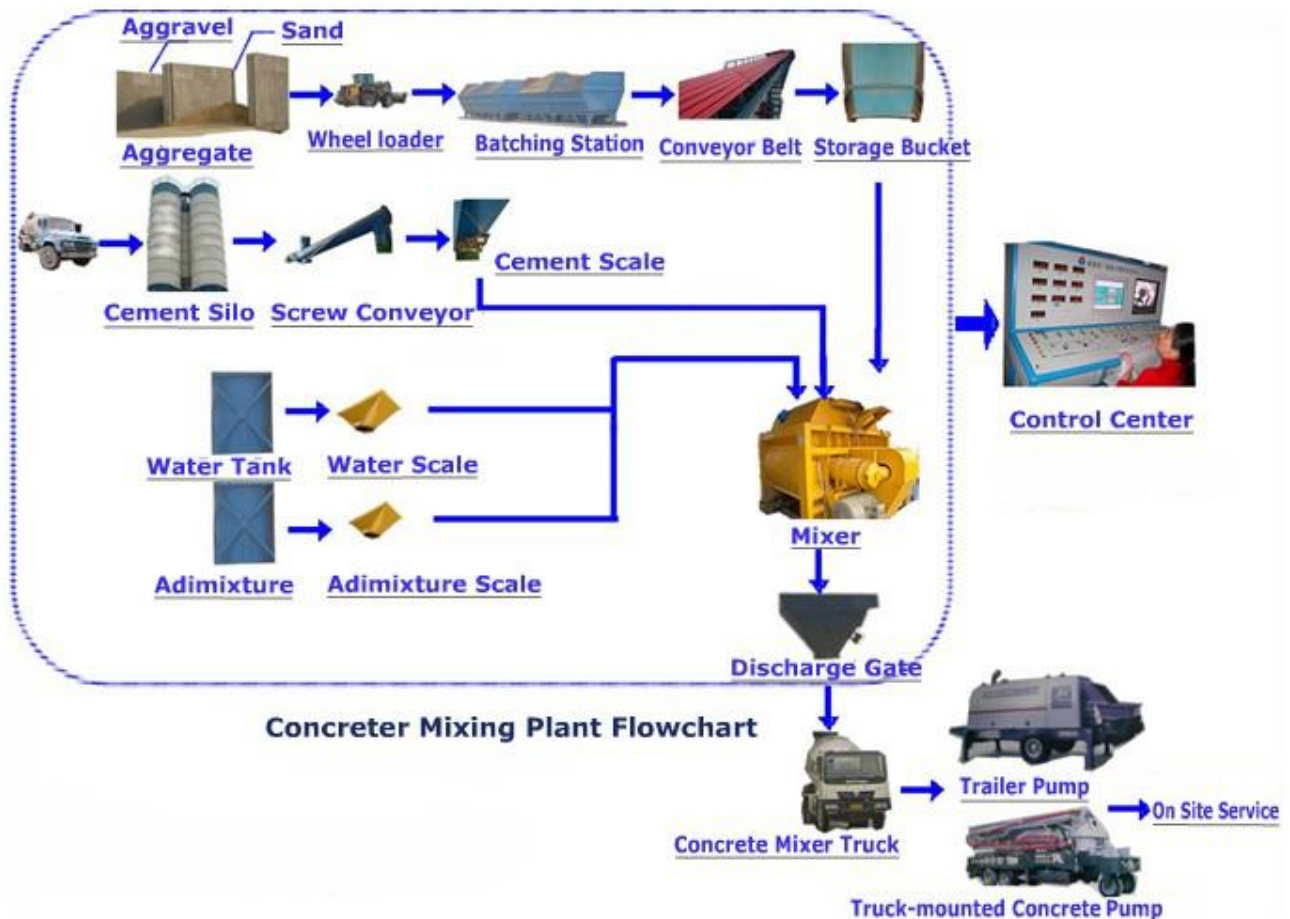 Aggravel
Sand
Aggregate
Wheel loader
Batching Station
Conveyor Belt
Storage Bucket
Cement Silo
Screw Conveyor
Cement Scale
Control Center
Water Tank
Water Scale
Mixer
Adimixture
Adimixture Scale
Discharge Gate
Concreter Mixing Plant Flowchart
Trailer Pump
On Site Service
Concrete Mixer Truck
Truck-mounted Concrete Pump